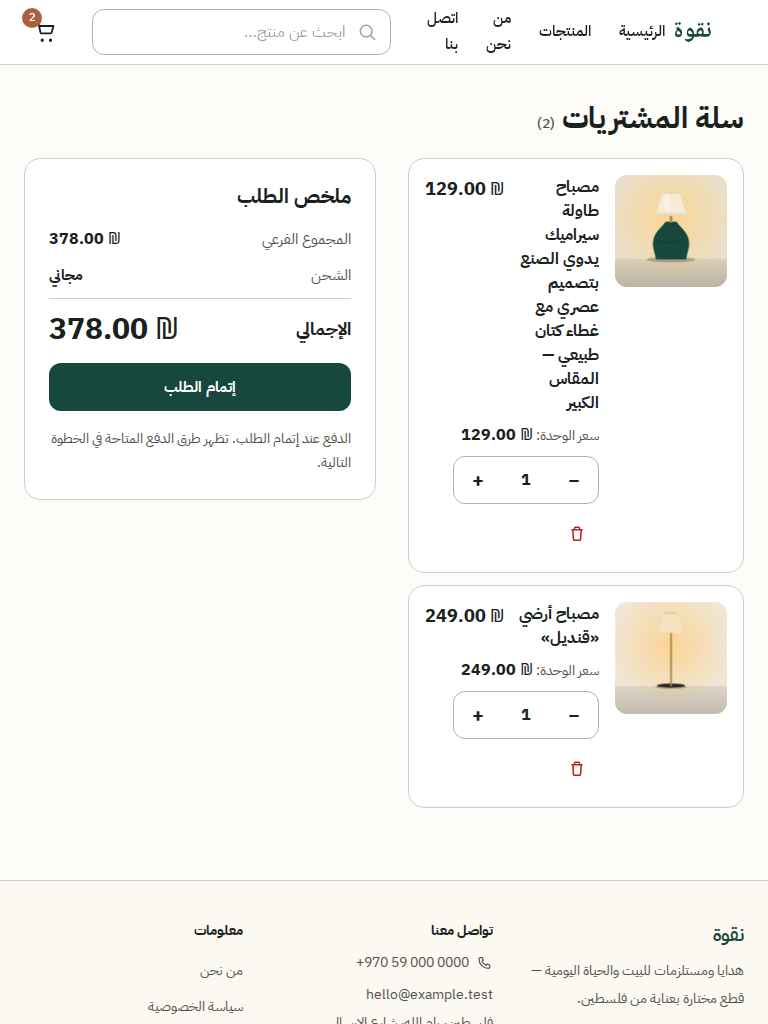 نقوة
الرئيسية
المنتجات
من نحن
اتصل بنا
ابحث عن منتج...
2
سلة المشتريات (2)
مصباح
طاولة
سيراميك
يدوي الصنع
بتصميم
عصري مع
غطاء كتان
طبيعي —
المقاس
الكبير
129.00 ₪
سعر الوحدة: 129.00 ₪
− 1 +
مصباح أرضي
«قنديل»
249.00 ₪
سعر الوحدة: 249.00 ₪
− 1 +
ملخص الطلب
المجموع الفرعي 378.00 ₪
الشحن مجاني
الإجمالي 378.00 ₪
إتمام الطلب
الدفع عند إتمام الطلب. تظهر طرق الدفع المتاحة في الخطوة
التالية.
نقوة
هدايا ومستلزمات للبيت والحياة اليومية —
قطع مختارة بعناية من فلسطين.
تواصل معنا
+970 59 000 0000
hello@example.test
معلومات
من نحن
سياسة الخصوصية